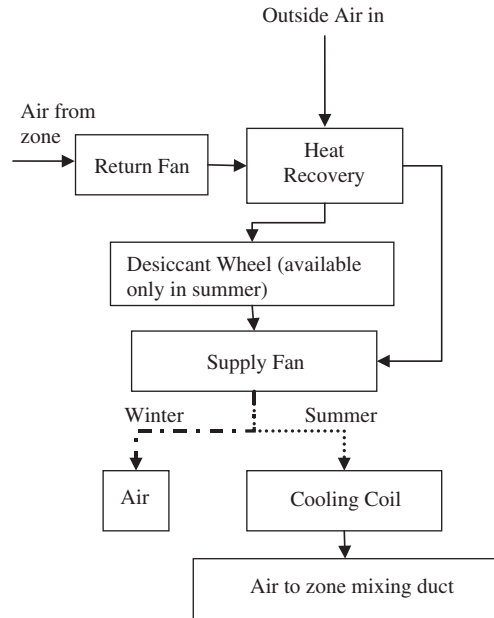 Outside Air in
Air from
zone
Return Fan
Heat
Recovery
Desiccant Wheel (available
only in summer)
Supply Fan
Winter
Summer
Air
Cooling Coil
Air to zone mixing duct